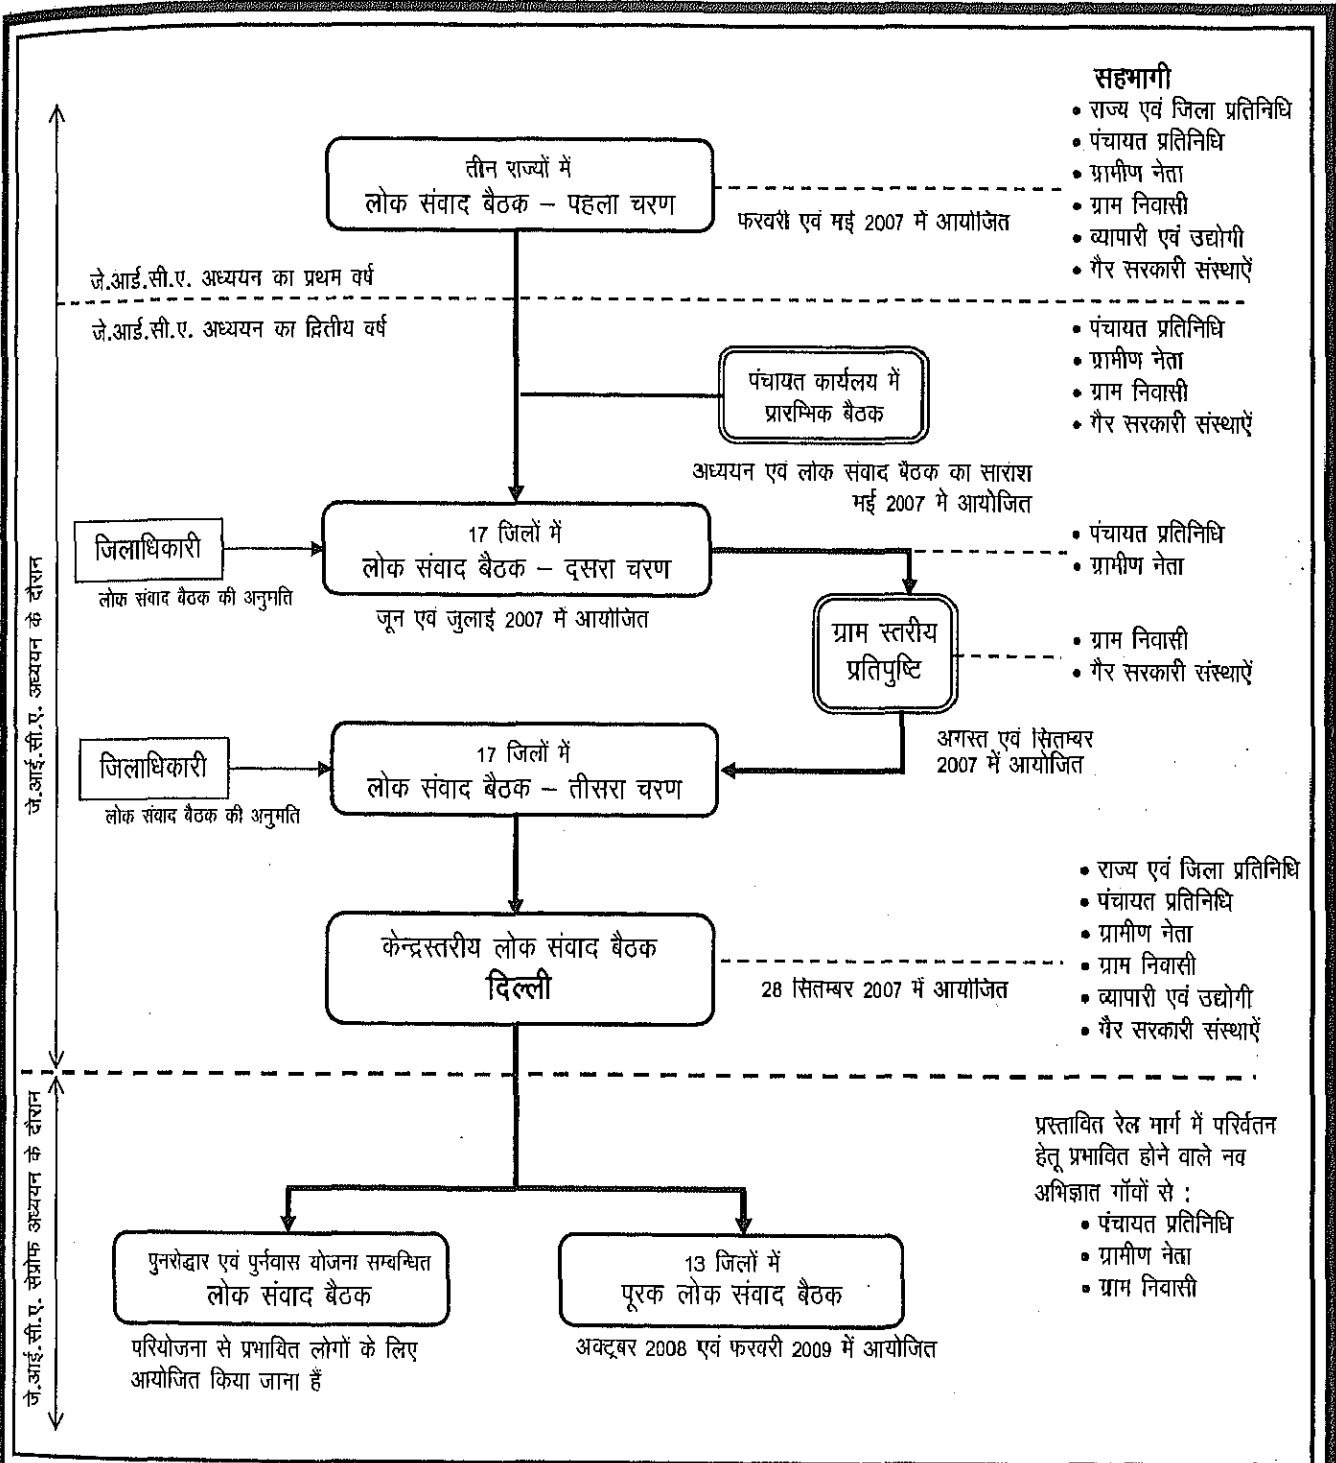 सहभागी
• राज्य एवं जिला प्रतिनिधि
• पंचायत प्रतिनिधि
• ग्रामीण नेता
• ग्राम निवासी
• व्यापारी एवं उद्योगी
• गैर सरकारी संस्थाऐं
तीन राज्यों में
लोक संवाद बैठक – पहला चरण
फरवरी एवं मई 2007 में आयोजित
जे.आई.सी.ए. अध्ययन का प्रथम वर्ष
जे.आई.सी.ए. अध्ययन का द्वितीय वर्ष
• पंचायत प्रतिनिधि
• ग्रामीण नेता
• ग्राम निवासी
• गैर सरकारी संस्थाऐं
पंचायत कार्यलय में
प्रारम्भिक बैठक
अध्ययन एवं लोक संवाद बैठक का सारांश
मई 2007 मे आयोजित
जिलाधिकारी
लोक संवाद बैठक की अनुमति
17 जिलों में
लोक संवाद बैठक – दूसरा चरण
जून एवं जुलाई 2007 में आयोजित
• पंचायत प्रतिनिधि
• ग्रामीण नेता
ग्राम स्तरीय
प्रतिपुष्टि
• ग्राम निवासी
• गैर सरकारी संस्थाऐं
अगस्त एवं सितम्बर
2007 में आयोजित
जिलाधिकारी
लोक संवाद बैठक की अनुमति
17 जिलों में
लोक संवाद बैठक – तीसरा चरण
जे.आई.सी.ए. अध्ययन के दौरान
केन्द्रस्तरीय लोक संवाद बैठक
दिल्ली
28 सितम्बर 2007 में आयोजित
• राज्य एवं जिला प्रतिनिधि
• पंचायत प्रतिनिधि
• ग्रामीण नेता
• ग्राम निवासी
• व्यापारी एवं उद्योगी
• गैर सरकारी संस्थाऐं
जे.आई.सी.ए. सेप्रोफ अध्ययन के दौरान
प्रस्तावित रेल मार्ग में परिर्वतन
हेतू प्रभावित होने वाले नव
अभिज्ञात गॉवों से :
• पंचायत प्रतिनिधि
• ग्रामीण नेता
• ग्राम निवासी
पुनरोद्धार एवं पुर्नवास योजना सम्बन्धित
लोक संवाद बैठक
परियोजना से प्रभावित लोगों के लिए
आयोजित किया जाना हैं
13 जिलों में
पूरक लोक संवाद बैठक
अक्टूबर 2008 एवं फरवरी 2009 में आयोजित